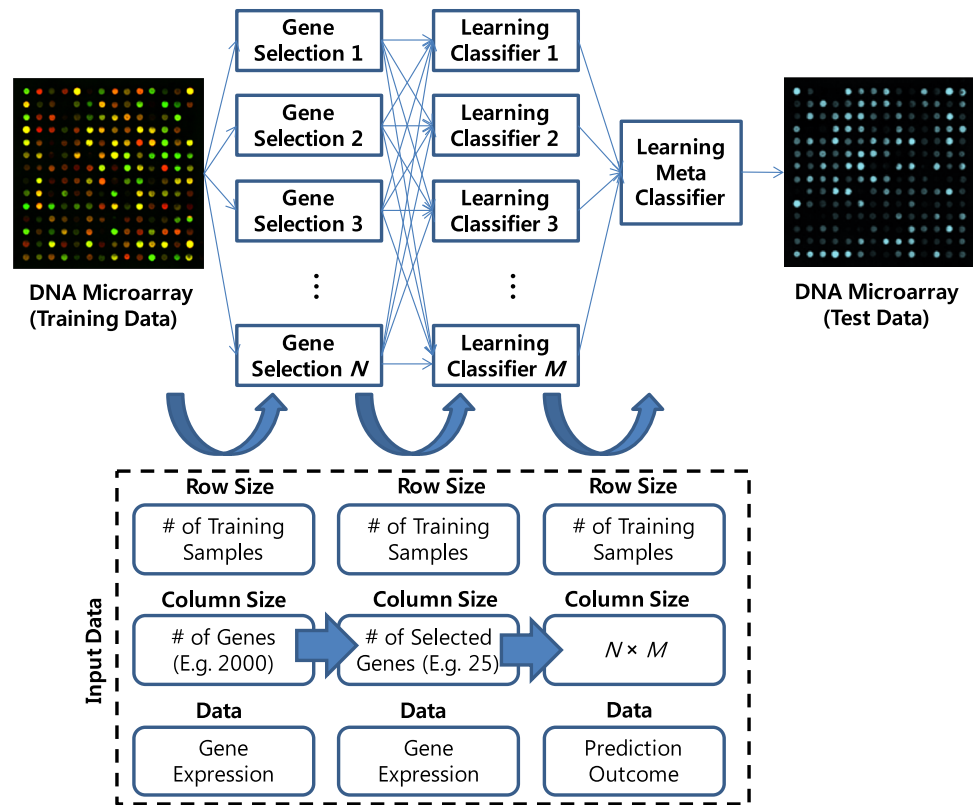 Gene
Selection 1
Learning
Classifier 1
Gene
Selection 2
Learning
Classifier 2
Learning
Meta
Classifier
Gene
Selection 3
Learning
Classifier 3
⋮
⋮
DNA Microarray
(Training Data)
DNA Microarray
(Test Data)
Gene
Selection N
Learning
Classifier M
Input Data
Row Size
Row Size
Row Size
# of Training
Samples
# of Training
Samples
# of Training
Samples
Column Size
Column Size
Column Size
# of Genes
(E.g. 2000)
# of Selected
Genes (E.g. 25)
N × M
Data
Data
Data
Gene
Expression
Gene
Expression
Prediction
Outcome